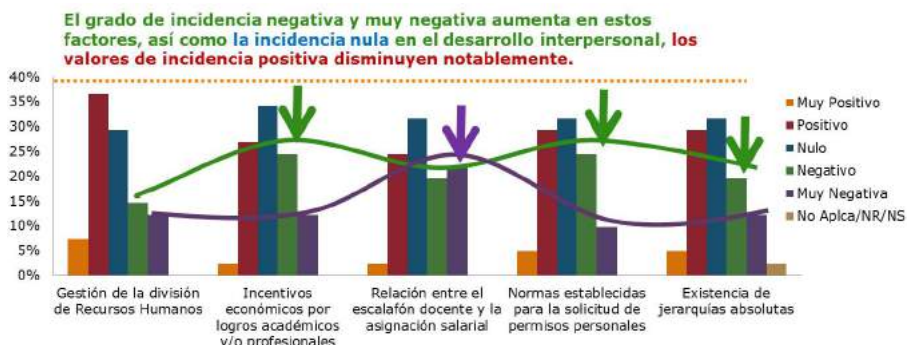 El grado de incidencia negativa y muy negativa aumenta en estos
factores, así como la incidencia nula en el desarrollo interpersonal, los
valores de incidencia positiva disminuyen notablemente.
40%
35%
30%
25%
20%
15%
10%
5%
0%
Muy Positivo
Positivo
Nulo
Negativo
Muy Negativa
No Aplca/NR/NS
Gestión de la división
de Recursos Humanos
Incentivos
económicos por
logros académicos
y/o profesionales
Relación entre el
escalafón docente y la
asignación salarial
Normas establecidas
para la solicitud de
permisos personales
Existencia de
jerarquías absolutas